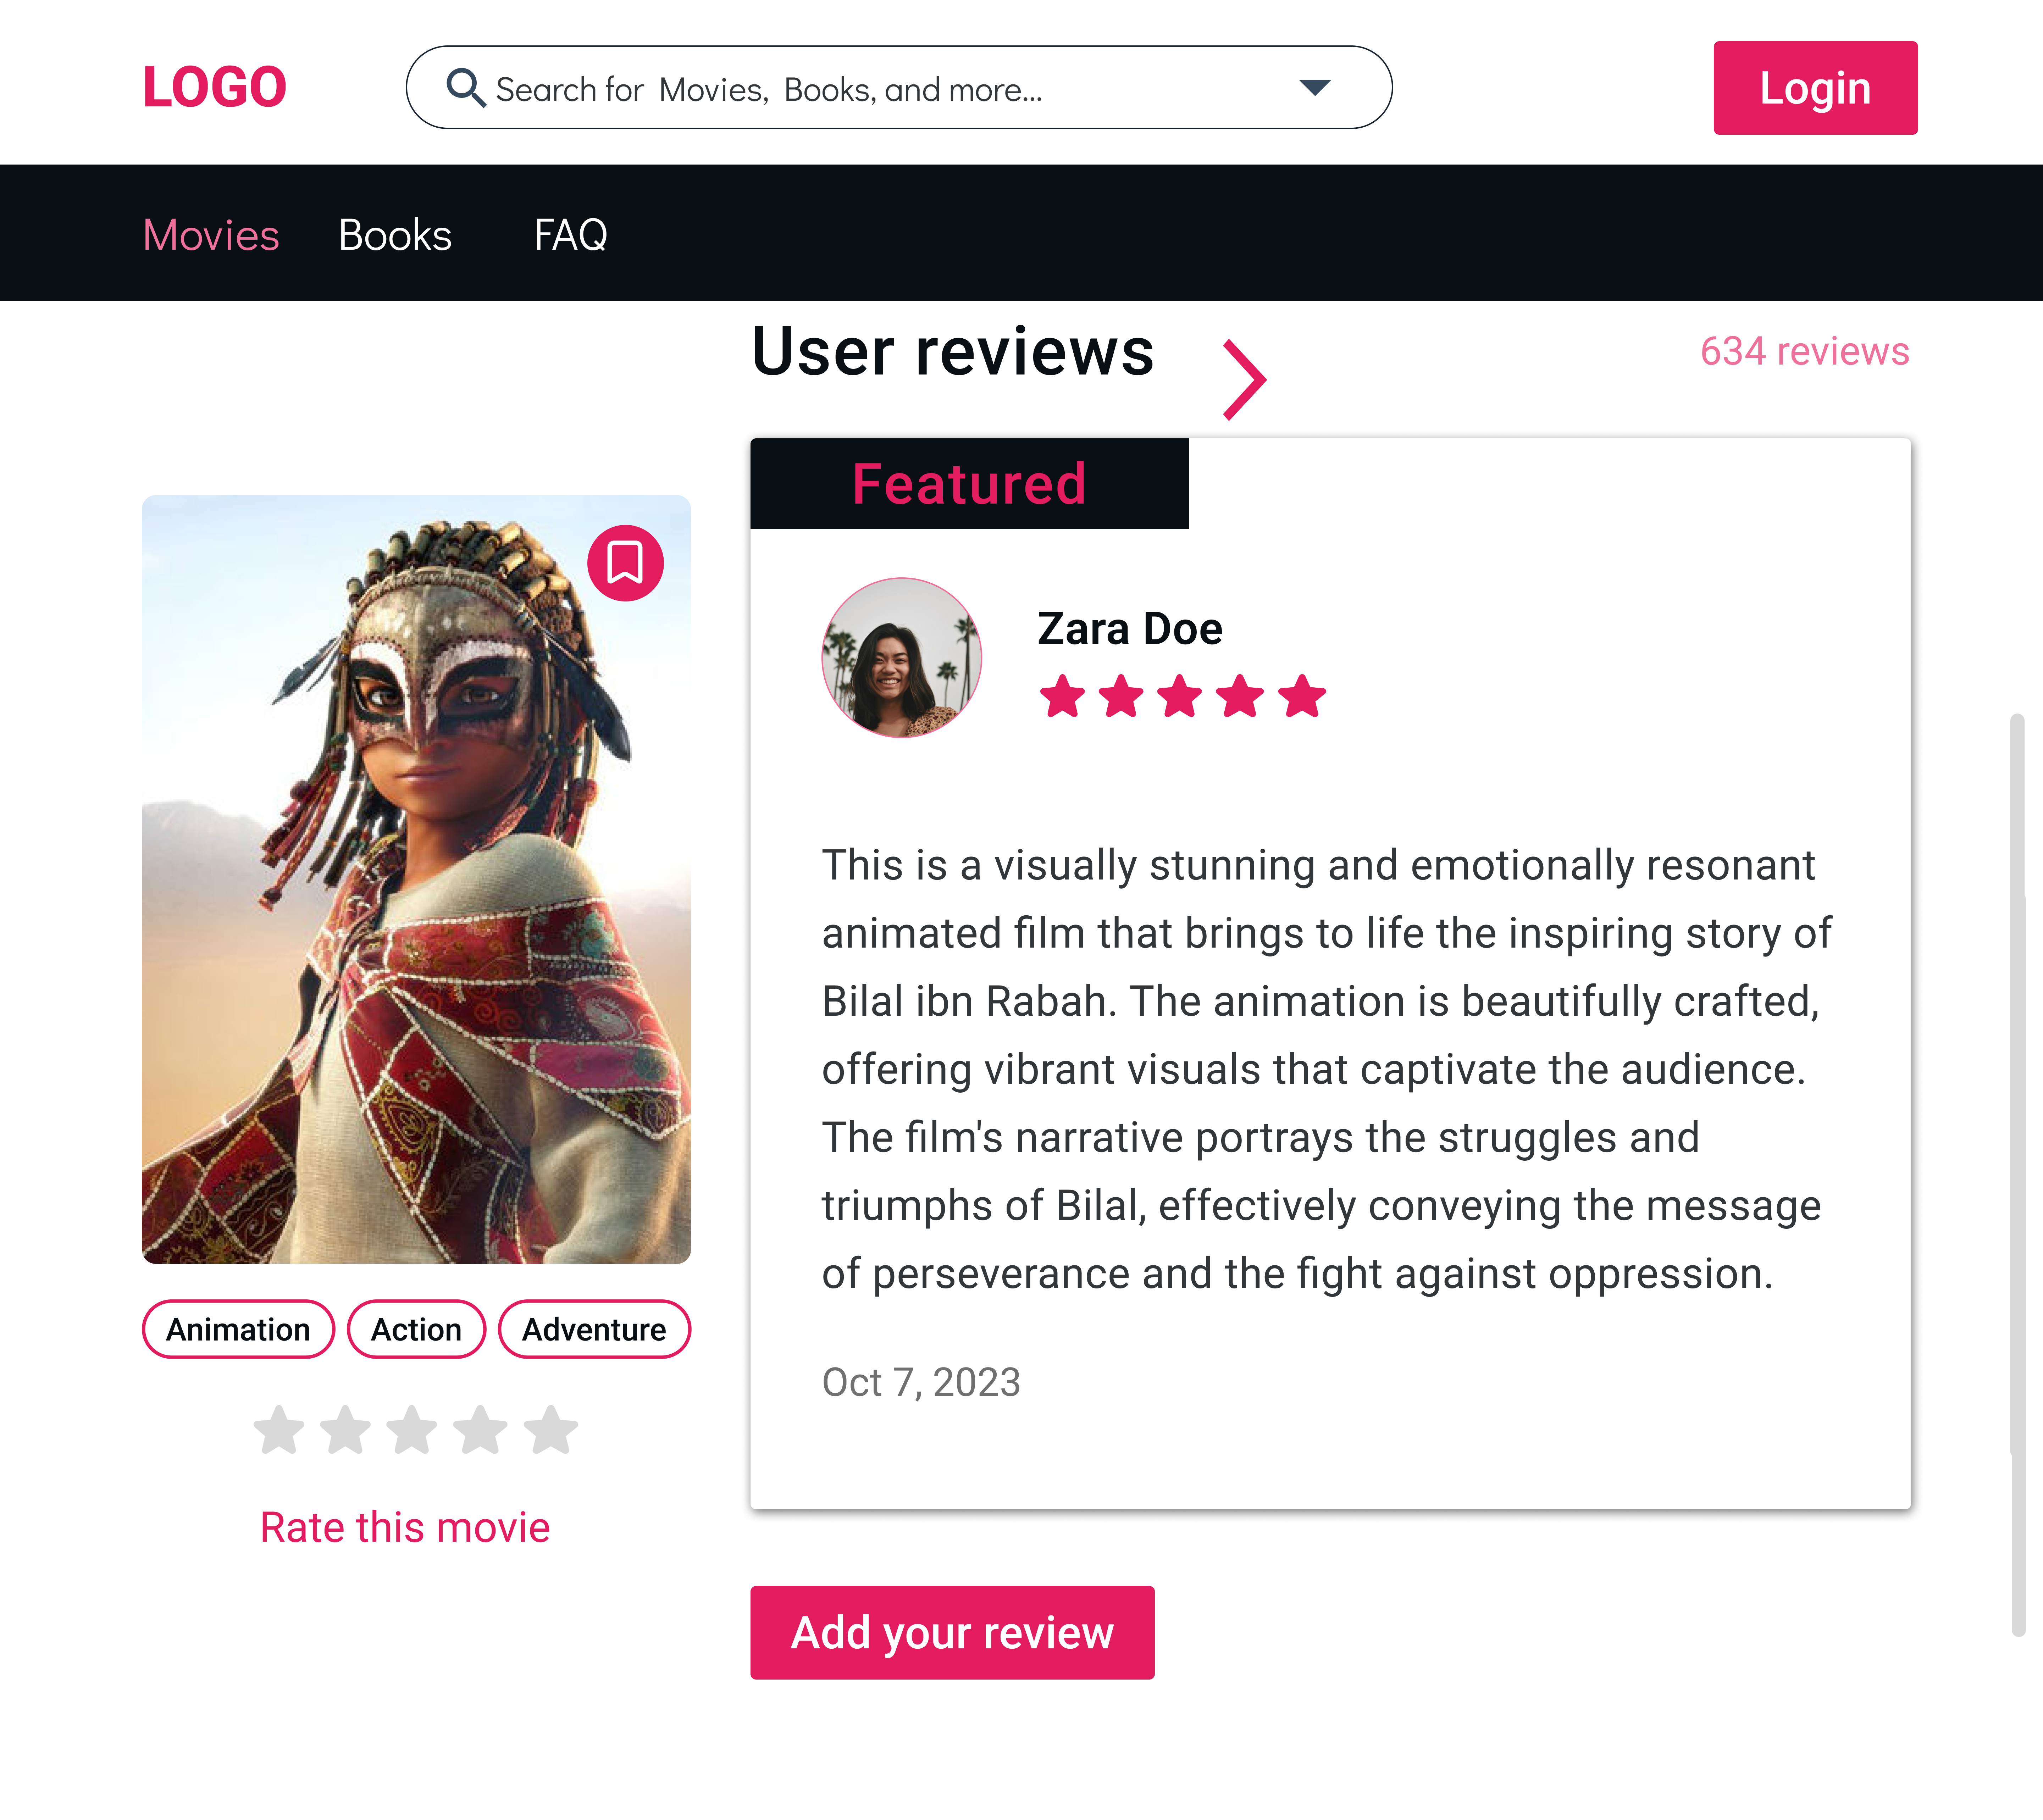 LOGO
Search for Movies, Books, and more...
Login
Movies
Books
FAQ
User reviews
634 reviews
Featured
Zara Doe
This is a visually stunning and emotionally resonant
animated film that brings to life the inspiring story of
Bilal ibn Rabah. The animation is beautifully crafted,
offering vibrant visuals that captivate the audience.
The film's narrative portrays the struggles and
triumphs of Bilal, effectively conveying the message
of perseverance and the fight against oppression.
Oct 7, 2023
Animation
Action
Adventure
Rate this movie
Add your review